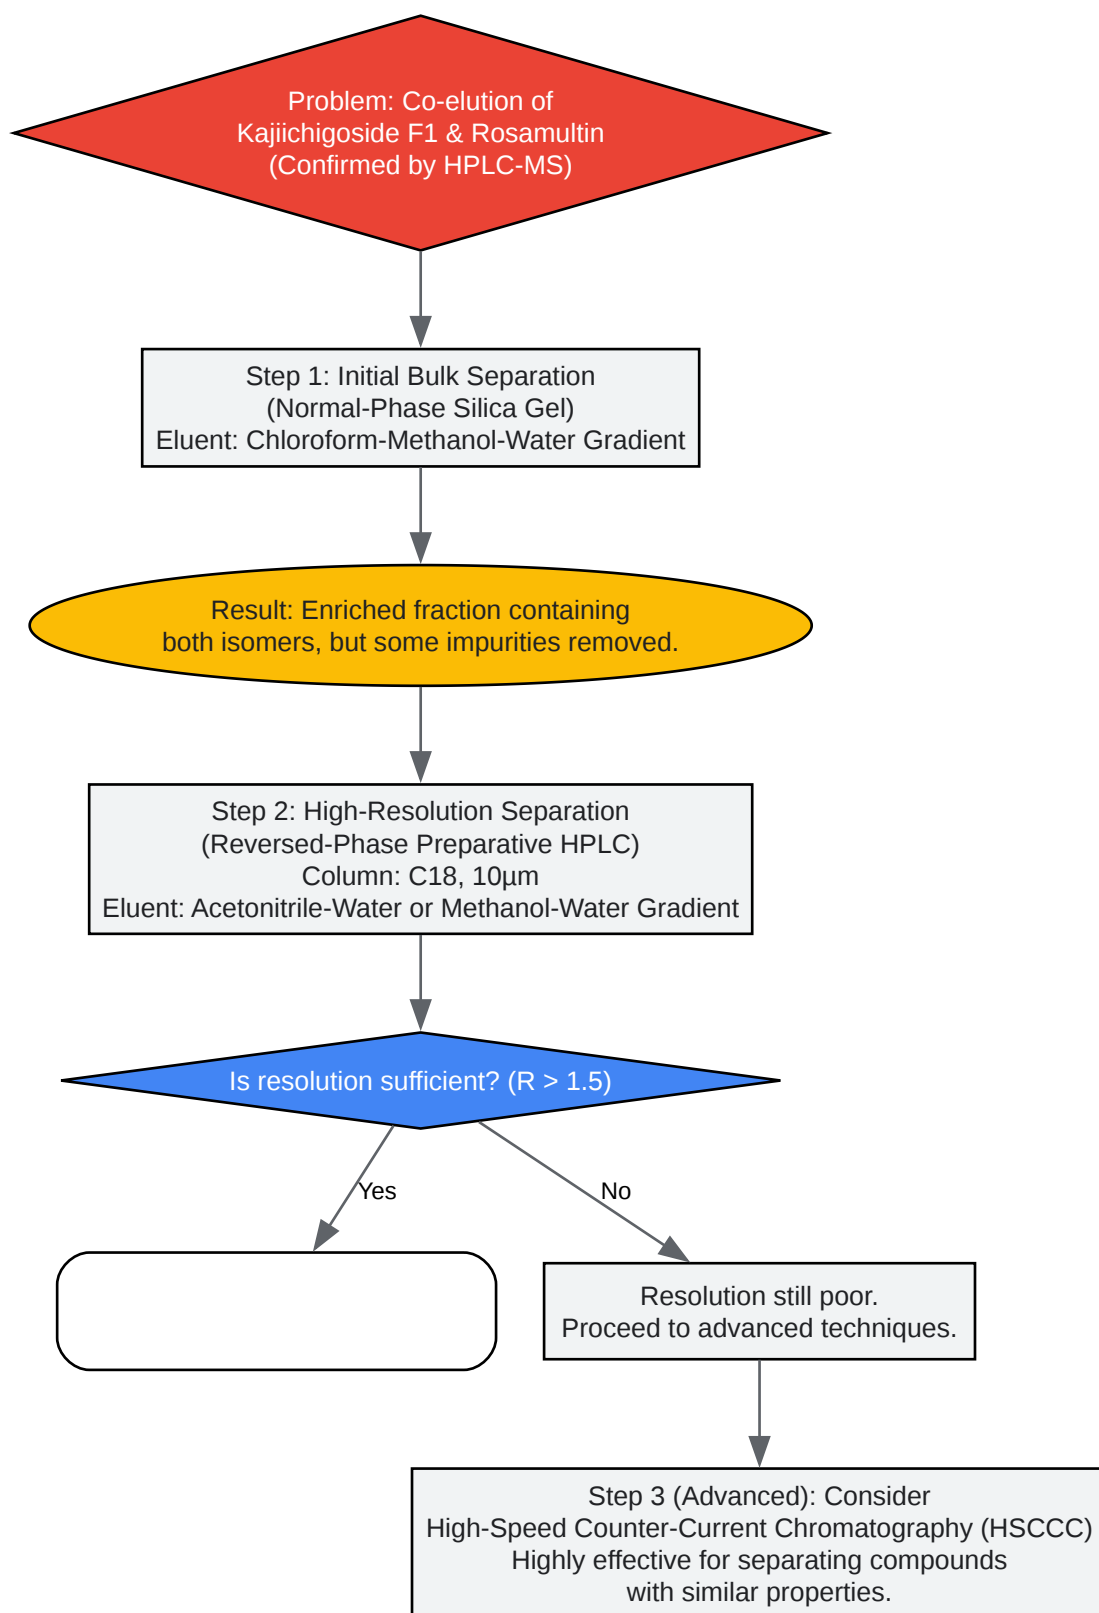 Problem: Co-elution of
Kajiichigoside F1 & Rosamultin
(Confirmed by HPLC-MS)
Step 1: Initial Bulk Separation
(Normal-Phase Silica Gel)
Eluent: Chloroform-Methanol-Water Gradient
Result: Enriched fraction containing
both isomers, but some impurities removed.
Step 2: High-Resolution Separation
(Reversed-Phase Preparative HPLC)
Column: C18, 10µm
Eluent: Acetonitrile-Water or Methanol-Water Gradient
Is resolution sufficient? (R > 1.5)
Yes
No
Resolution still poor.
Proceed to advanced techniques.
Step 3 (Advanced): Consider
High-Speed Counter-Current Chromatography (HSCCC)
Highly effective for separating compounds
with similar properties.